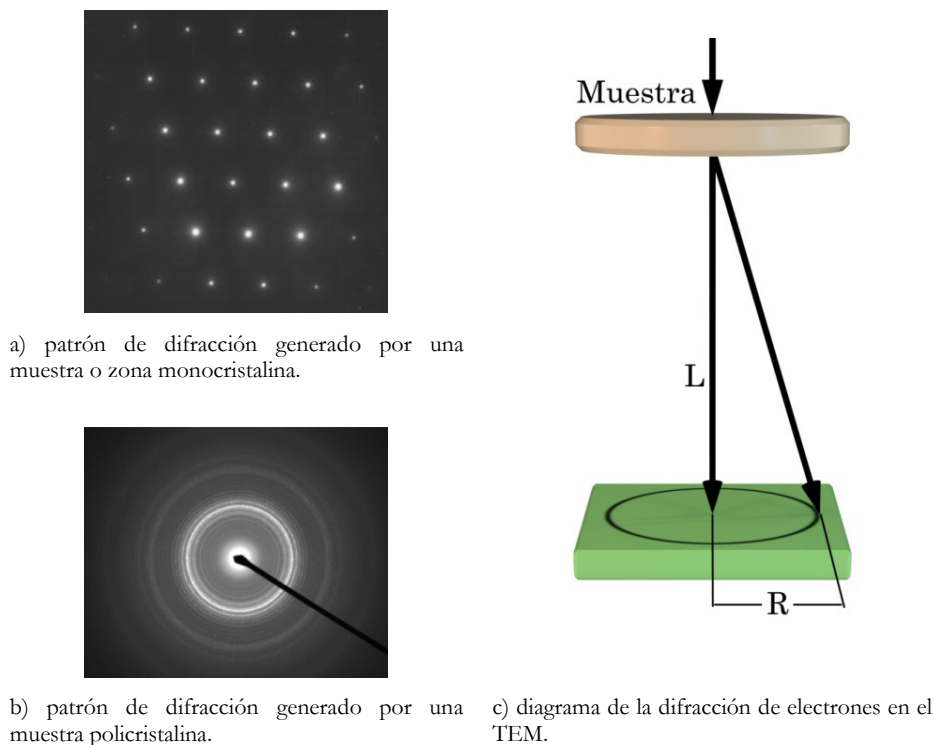 a) patrón de difracción generado por una
muestra o zona monocristalina.
b) patrón de difracción generado por una
muestra policristalina.
Muestra
L
R
c) diagrama de la difracción de electrones en el
TEM.